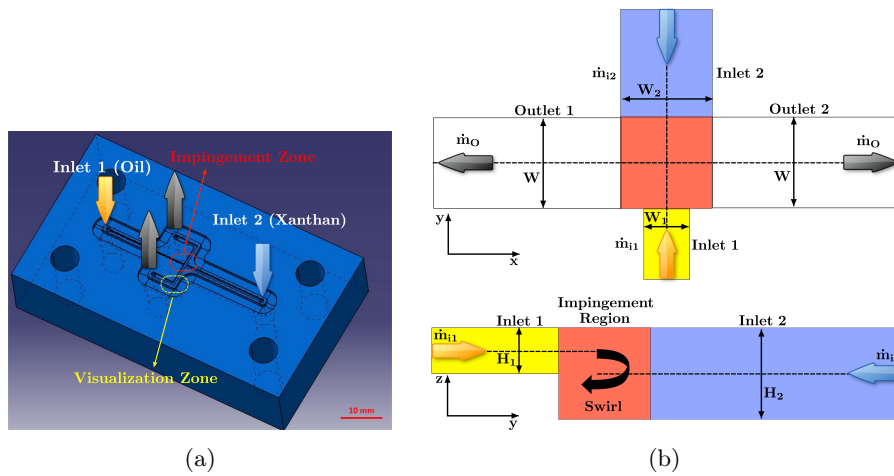 Inlet 1 (Oil)
Impingement Zone
Inlet 2 (Xanthan)
Visualization Zone
10 mm
(a)
ṁi2
Inlet 2
W2
Outlet 1
Outlet 2
ṁO
ṁO
W
W
y
x
W1
ṁi1
Inlet 1
Impingement
Region
Inlet 1
Inlet 2
ṁi1
H1
ṁi
z
y
Swirl
H2
(b)